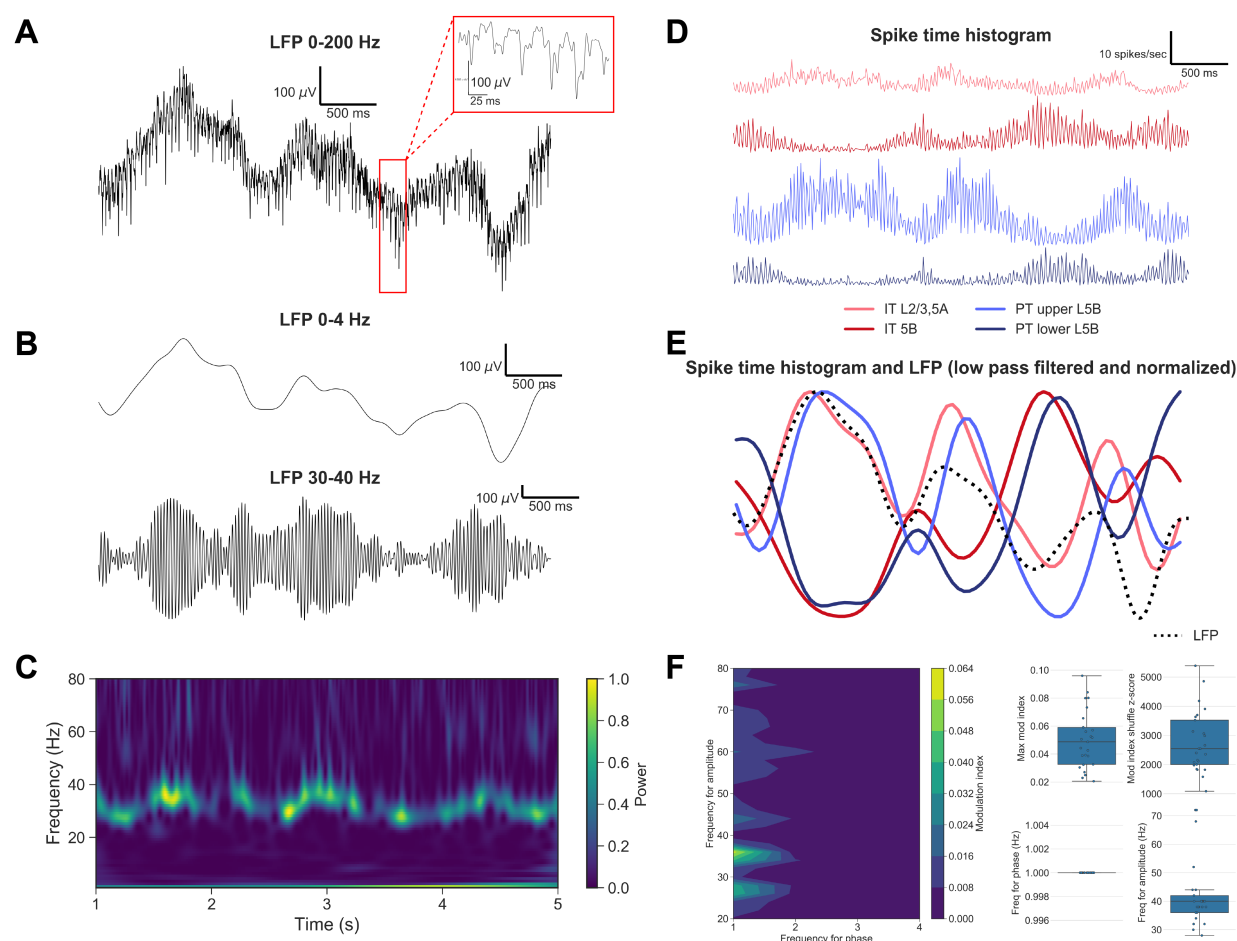 A
LFP 0-200 Hz
100 µV
500 ms
100 µV
25 ms
B
LFP 0-4 Hz
100 µV
500 ms
LFP 30-40 Hz
100 µV
500 ms
C
80
60
40
20
Frequency (Hz)
1
2
3
4
5
Time (s)
1.0
0.8
0.6
0.4
0.2
0.0
Power
D
Spike time histogram
10 spikes/sec
500 ms
IT L2/3,5A
PT upper L5B
IT 5B
PT lower L5B
E
Spike time histogram and LFP (low pass filtered and normalized)
LFP
F
80
70
60
50
40
30
20
Frequency for amplitude
1
2
3
4
Frequency for phase
0.064
0.056
0.048
0.040
0.032
0.024
0.016
0.008
0.000
Modulation index
0.10
0.08
0.06
0.04
0.02
Max mod index
5000
4000
3000
2000
1000
Mod index shuffle z-score
1.004
1.002
1.000
0.998
0.996
Freq for phase (Hz)
70
60
50
40
30
Freq for amplitude (Hz)